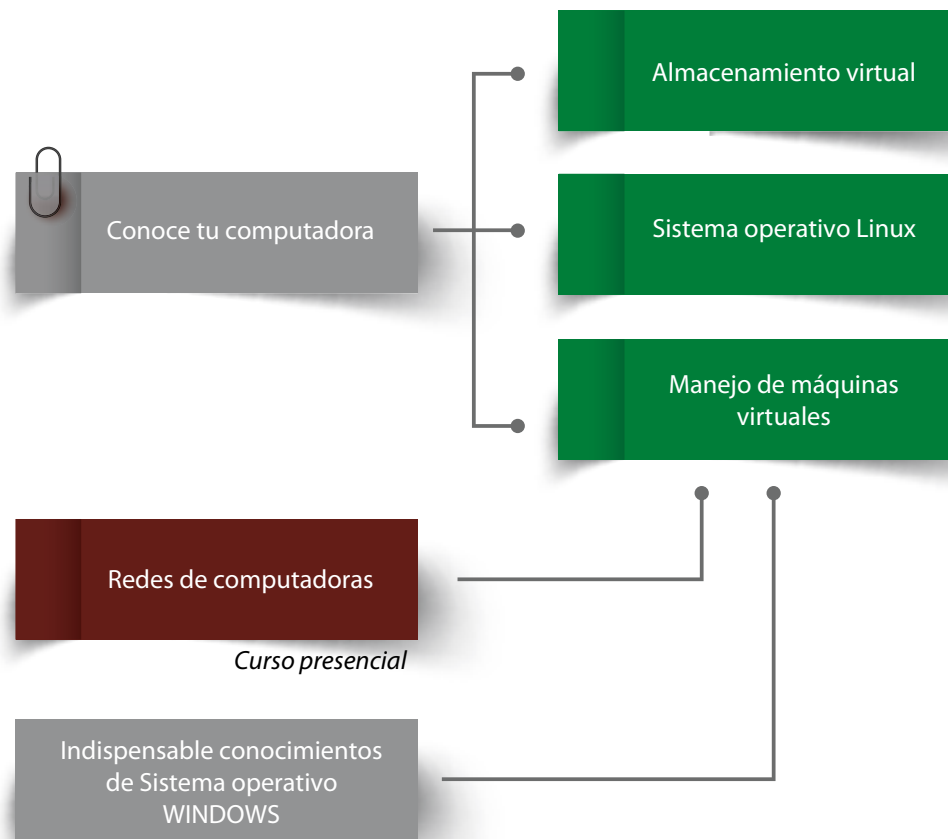 Almacenamiento virtual
Conoce tu computadora
Sistema operativo Linux
Manejo de máquinas
virtuales
Redes de computadoras
Curso presencial
Indispensable conocimientos
de Sistema operativo
WINDOWS